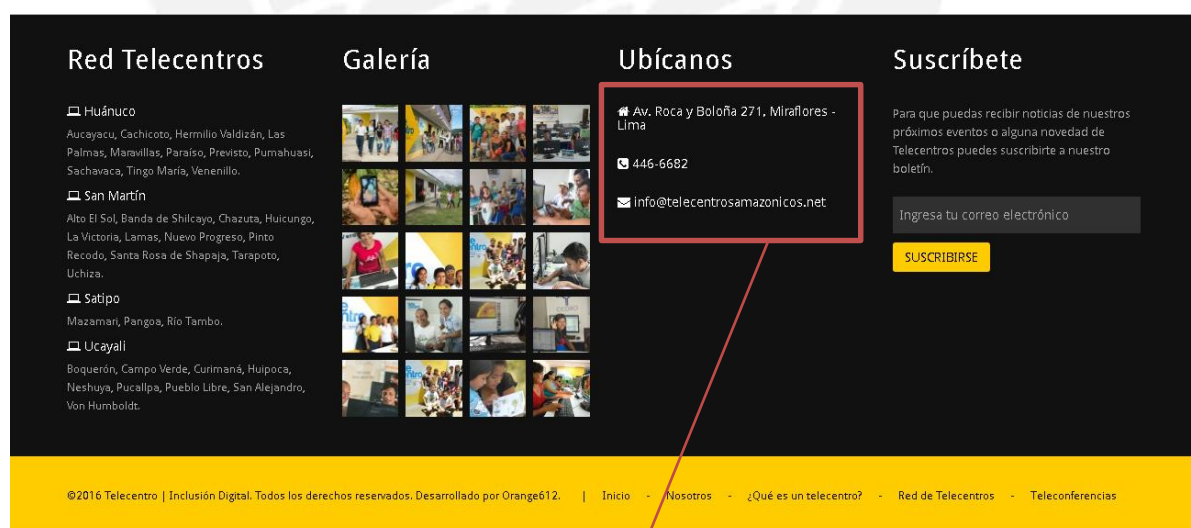 Red Telecentros
Huánuco
Aucayacu, Cachicoto, Hermilio Valdizán, Las
Palmas, Maravillas, Paraíso, Previsto, Pumahuasi,
Sachavaca, Tingo María, Venenillo.
San Martín
Alto El Sol, Banda de Shilcayo, Chazuta, Huicungo,
La Victoria, Lamas, Nuevo Progreso, Pinto
Recodo, Santa Rosa de Shapaja, Tarapoto,
Uchiza.
Satipo
Mazamari, Pangoa, Río Tambo.
Ucayali
Boquerón, Campo Verde, Curimaná, Huipoca,
Neshuya, Pucallpa, Pueblo Libre, San Alejandro,
Von Humboldt.
Galería
Ubícanos
Av. Roca y Boloña 271, Miraflores -
Lima
446-6682
info@telecentrosamazonicos.net
Suscríbete
Para que puedas recibir noticias de nuestros
próximos eventos o alguna novedad de
Telecentros puedes suscribirte a nuestro
boletín.
Ingresa tu correo electrónico
SUSCRIBIRSE
©2016 Telecentro | Inclusión Digital. Todos los derechos reservados. Desarrollado por Orange612. | Inicio - Nosotros - ¿Qué es un telecentro? - Red de Telecentros - Teleconferencias